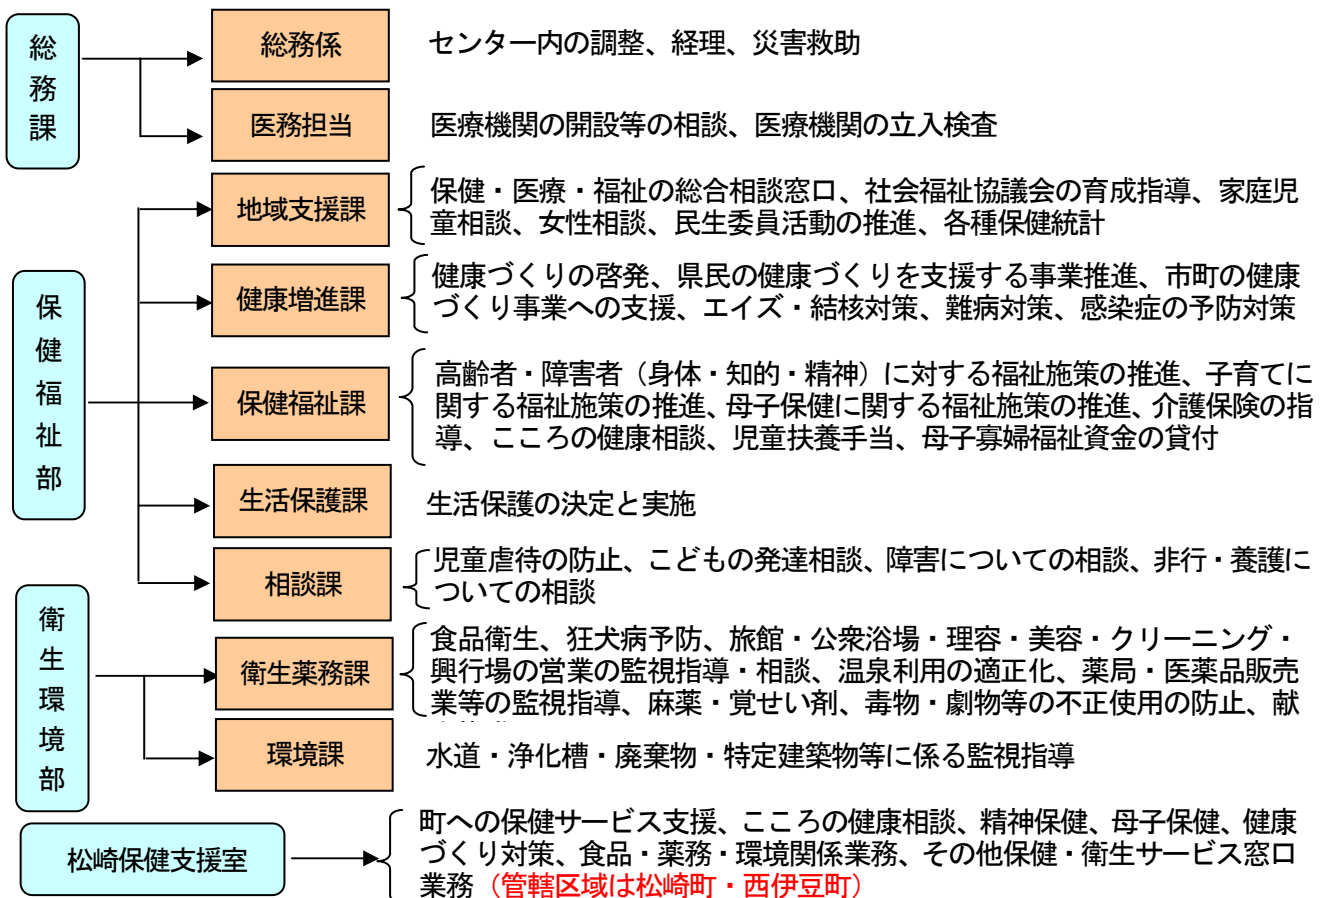 総務課
総務係
センター内の調整、経理、災害救助
医務担当
医療機関の開設等の相談、医療機関の立入検査
保健福祉部
地域支援課
保健・医療・福祉の総合相談窓口、社会福祉協議会の育成指導、家庭児
童相談、女性相談、民生委員活動の推進、各種保健統計
健康増進課
健康づくりの啓発、県民の健康づくりを支援する事業推進、市町の健康
づくり事業への支援、エイズ・結核対策、難病対策、感染症の予防対策
保健福祉課
高齢者・障害者（身体・知的・精神）に対する福祉施策の推進、子育てに
関する福祉施策の推進、母子保健に関する福祉施策の推進、介護保険の指
導、こころの健康相談、児童扶養手当、母子寡婦福祉資金の貸付
生活保護課
生活保護の決定と実施
相談課
児童虐待の防止、こどもの発達相談、障害についての相談、非行・養護に
ついての相談
衛生環境部
衛生薬務課
食品衛生、狂犬病予防、旅館・公衆浴場・理容・美容・クリーニング・
興行場の営業の監視指導・相談、温泉利用の適正化、薬局・医薬品販売
業等の監視指導、麻薬・覚せい剤、毒物・劇物等の不正使用の防止、献
環境課
水道・浄化槽・廃棄物・特定建築物等に係る監視指導
松崎保健支援室
町への保健サービス支援、こころの健康相談、精神保健、母子保健、健康
づくり対策、食品・薬務・環境関係業務、その他保健・衛生サービス窓口
業務（管轄区域は松崎町・西伊豆町）